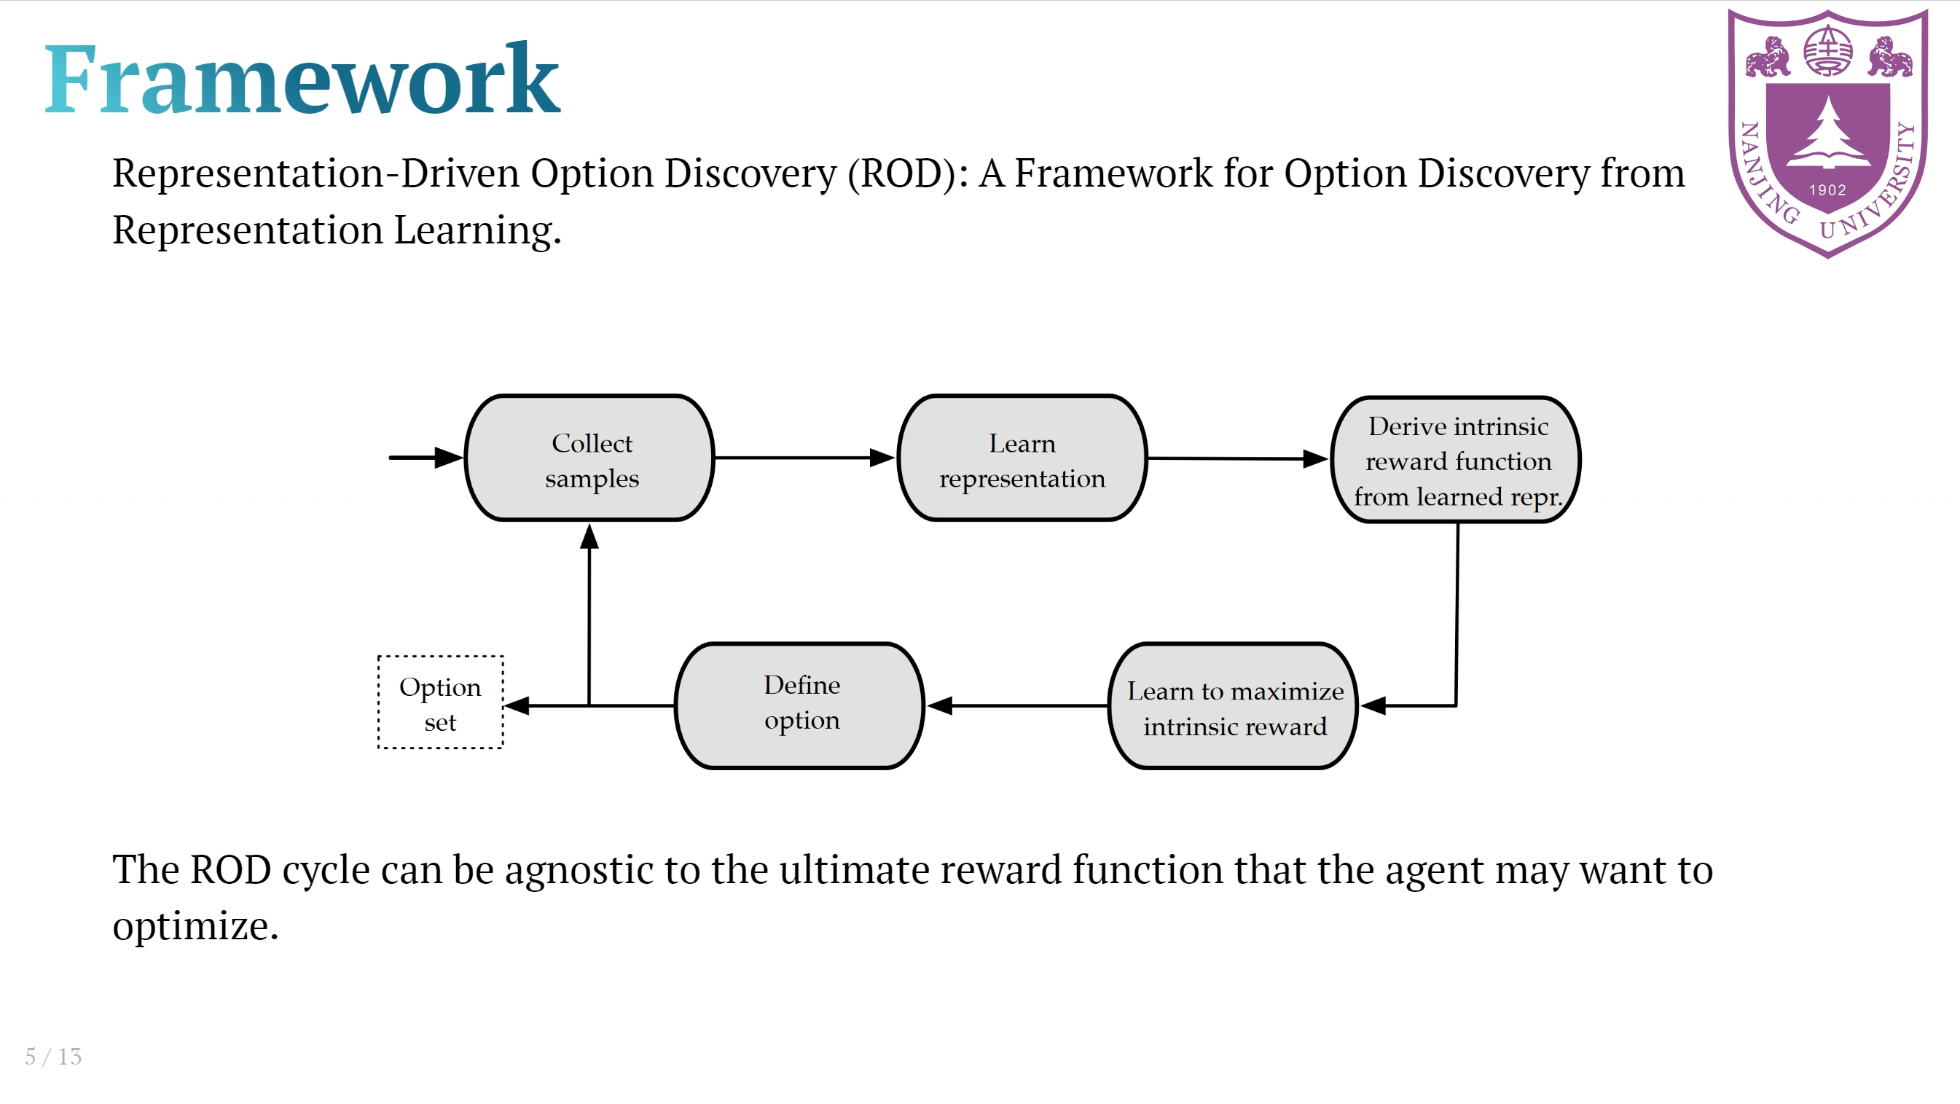 Framework
Representation-Driven Option Discovery (ROD): A Framework for Option Discovery from
Representation Learning.
NANJING UNIVERSITY
1902
Collect
samples
Learn
representation
Derive intrinsic
reward function
from learned repr.
Option
set
Define
option
Learn to maximize
intrinsic reward
The ROD cycle can be agnostic to the ultimate reward function that the agent may want to
optimize.
5 / 13